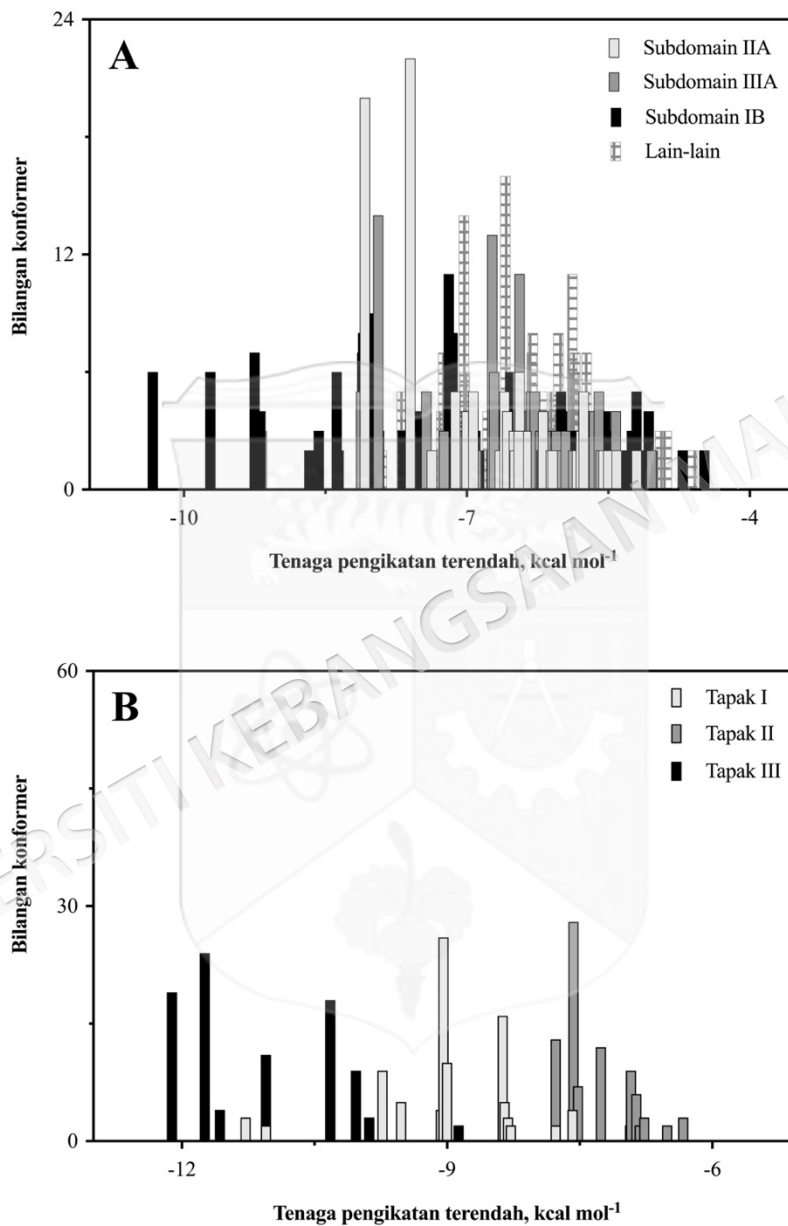 24
A
Subdomain IIA
Subdomain IIIA
Subdomain IB
Lain-lain
12
Bilangan konformer
0
-10
-7
-4
Tenaga pengikatan terendah, kcal mol⁻¹
60
B
Tapak I
Tapak II
Tapak III
30
Bilangan konformer
0
-12
-9
-6
Tenaga pengikatan terendah, kcal mol⁻¹
KEBANGSAAN